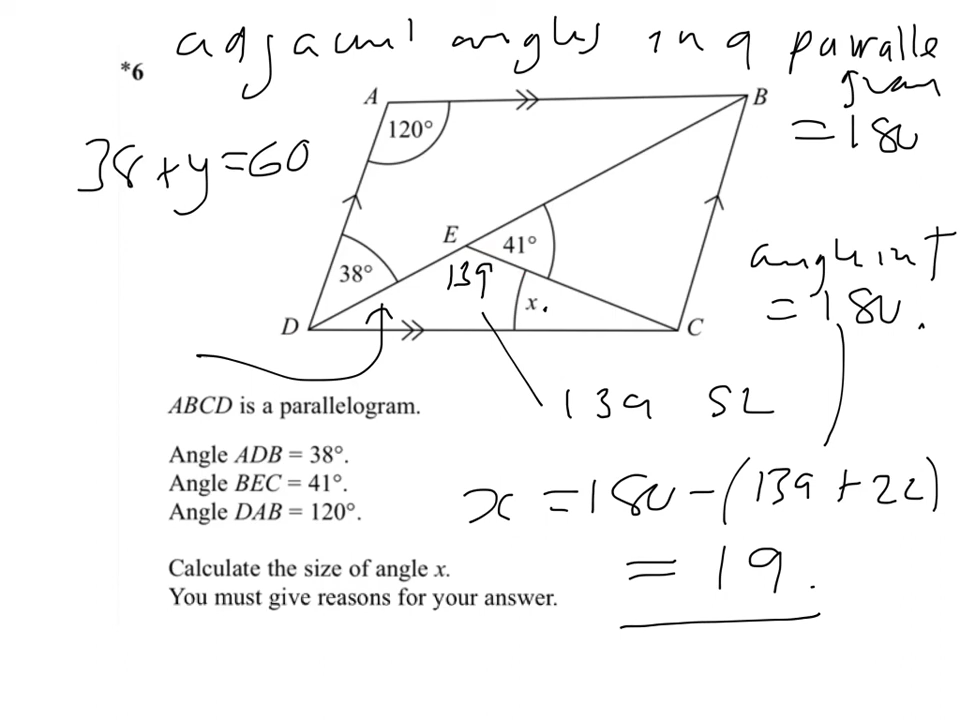 adjacent angles in a paralle
gram
= 180
*6
A
B
120°
38 + y = 60
E
41°
139
38°
x.
D
C
angle in T
= 180.
ABCD is a parallelogram.
139 SL
Angle ADB = 38°.
Angle BEC = 41°.
Angle DAB = 120°.
x = 180 - (139 + 22)
= 19.
Calculate the size of angle x.
You must give reasons for your answer.